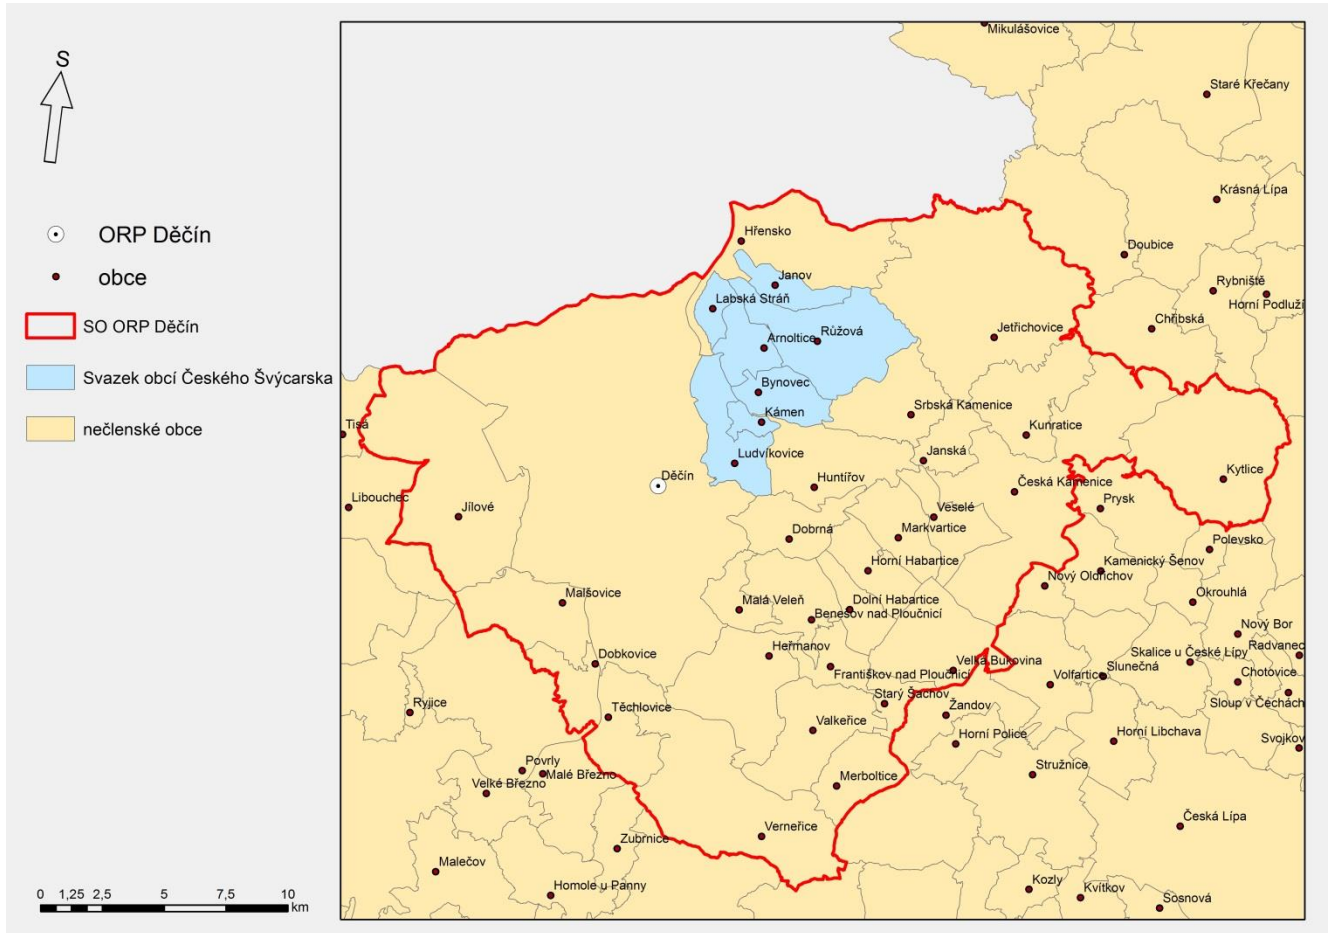 S
ORP Děčín
obce
SO ORP Děčín
Svazek obcí Českého Švýcarska
nečlenské obce
0 1,25 2,5 5 7,5 10
km
Mikulášovice
Staré Křečany
Krásná Lípa
Hřensko
Doubice
Janov
Rybniště
Labská Stráň
Horní Podluží
Chřibská
Růžová
Arnoltice
Jetřichovice
Bynovec
Kámen
Srbská Kamenice
Tisá
Kunratice
Janská
Ludvíkovice
Kytlice
Děčín
Huntířov
Česká Kamenice
Libouchec
Prysk
Jílové
Veselé
Dobrná
Markvartice
Polevsko
Horní Habartice
Kamenický Šenov
Nový Oldřichov
Malšovice
Malá Veleň
Dolní Habartice
Okrouhlá
Benešov nad Ploučnicí
Nový Bor
Heřmanov
Skalice u České Lípy
Radvanec
Dobkovice
Františkov nad Ploučnicí
Velká Bukovina
Slunečná
Volfartice
Chotovice
Starý Šachov
Sloup v Čechách
Ryjice
Těchlovice
Žandov
Valkeřice
Horní Police
Horní Libchava
Svojkov
Povrly
Malé Březno
Stružnice
Velké Březno
Merboltice
Česká Lípa
Verneřice
Zubrnice
Malečov
Homole u Panny
Kozly
Kvítkov
Sosnová